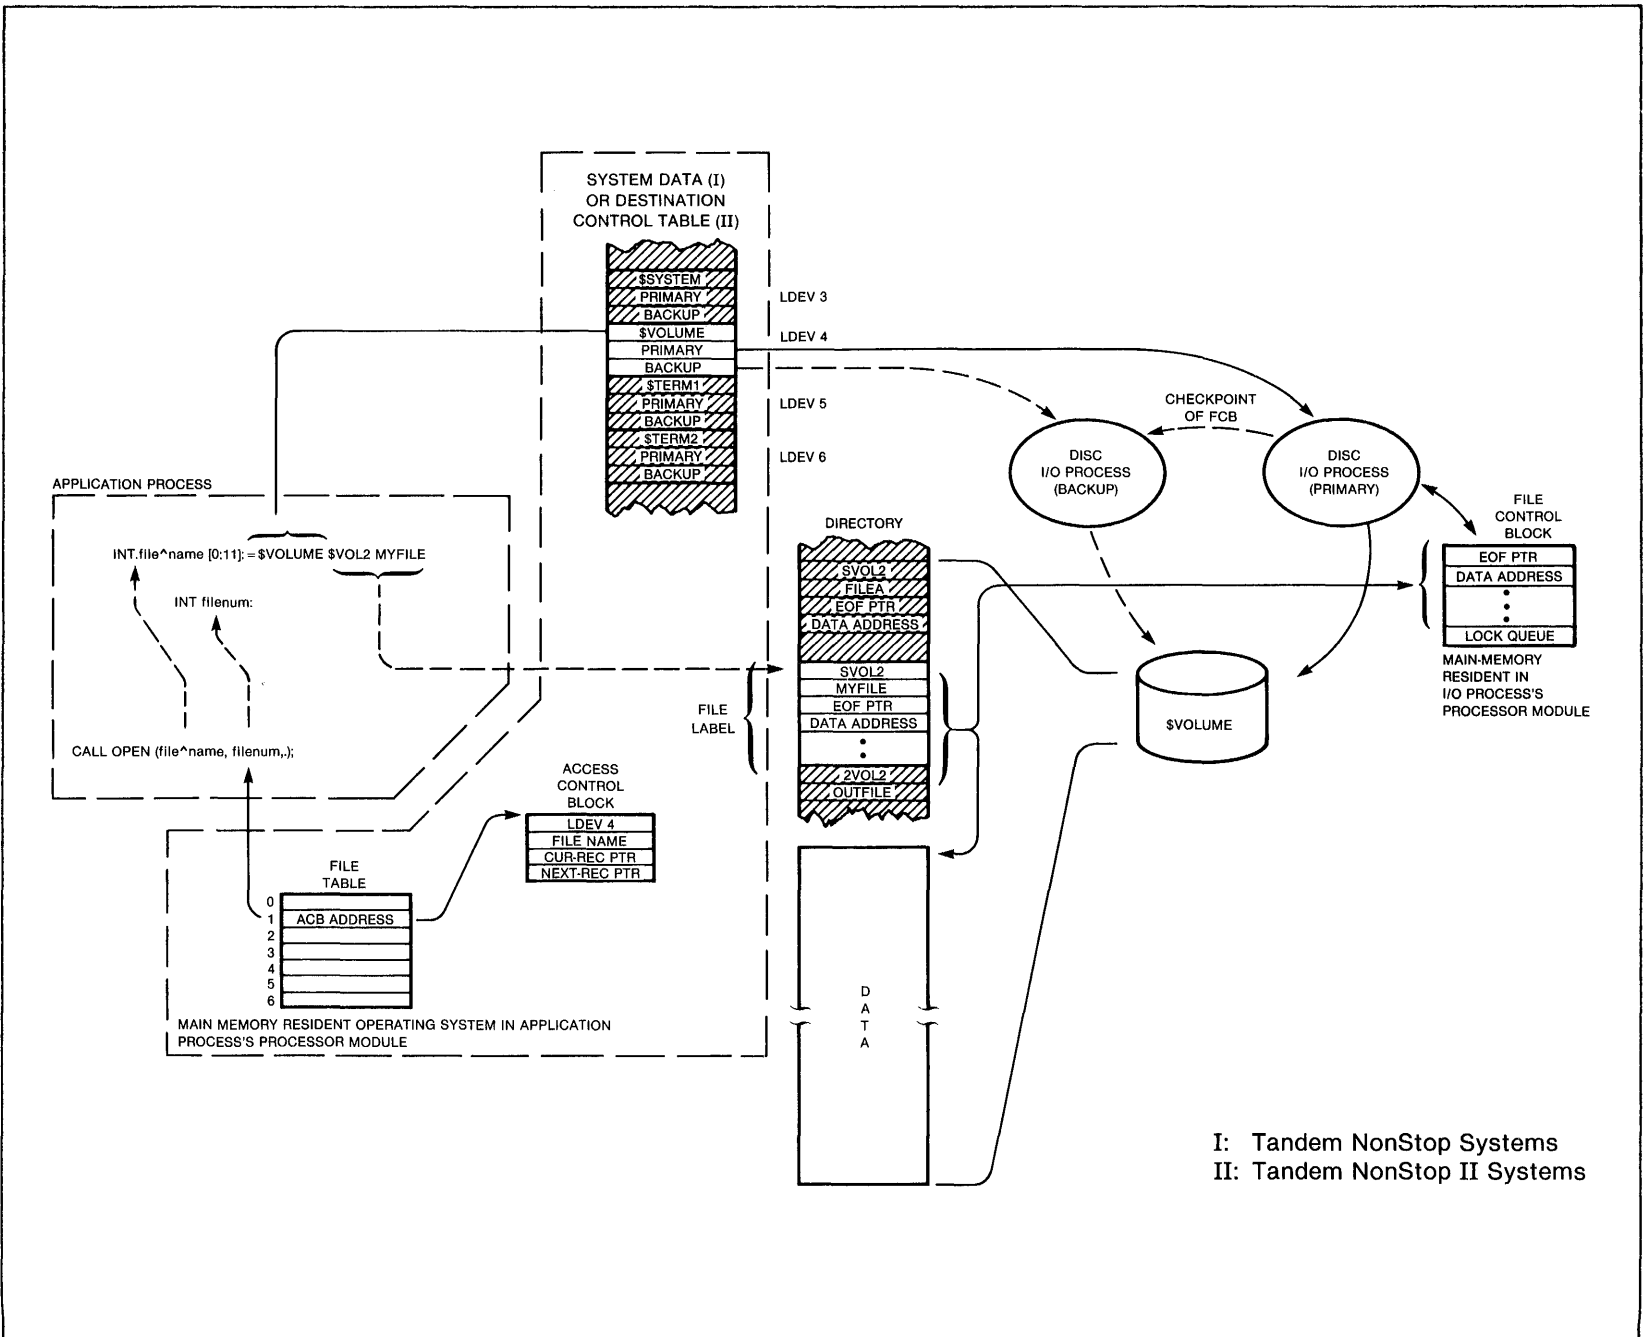 SYSTEM DATA (I)
OR DESTINATION
CONTROL TABLE (II)
$SYSTEM
PRIMARY
BACKUP
$VOLUME
PRIMARY
BACKUP
$TERM1
PRIMARY
BACKUP
$TERM2
PRIMARY
BACKUP
LDEV 3
LDEV 4
LDEV 5
LDEV 6
CHECKPOINT
OF FCB
DISC
I/O PROCESS
(BACKUP)
DISC
I/O PROCESS
(PRIMARY)
FILE
CONTROL
BLOCK
EOF PTR
DATA ADDRESS
LOCK QUEUE
MAIN-MEMORY
RESIDENT IN
I/O PROCESS'S
PROCESSOR MODULE
$VOLUME
APPLICATION PROCESS
INT.file^name [0:11]: = $VOLUME $VOL2 MYFILE
INT filenum:
CALL OPEN (file^name, filenum,.);
DIRECTORY
SVOL2
FILEA
EOF PTR
DATA ADDRESS
SVOL2
MYFILE
EOF PTR
DATA ADDRESS
2VOL2
OUTFILE
FILE
LABEL
ACCESS
CONTROL
BLOCK
LDEV 4
FILE NAME
CUR-REC PTR
NEXT-REC PTR
FILE
TABLE
0
1 ACB ADDRESS
2
3
4
5
6
MAIN MEMORY RESIDENT OPERATING SYSTEM IN APPLICATION
PROCESS'S PROCESSOR MODULE
D
A
T
A
I: Tandem NonStop Systems
II: Tandem NonStop II Systems